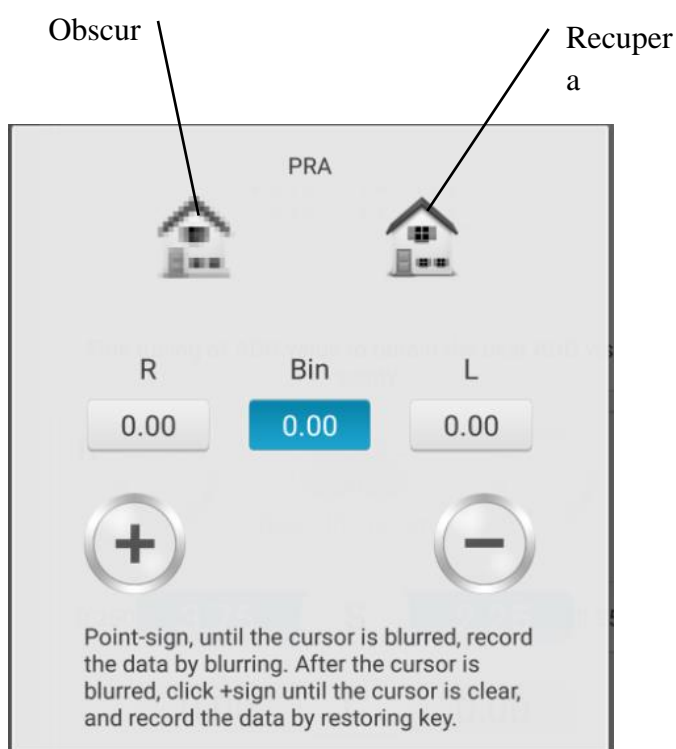 Obscur
Recuper
a
PRA
R Bin L
0.00 0.00 0.00
+ −
Point-sign, until the cursor is blurred, record
the data by blurring. After the cursor is
blurred, click +sign until the cursor is clear,
and record the data by restoring key.